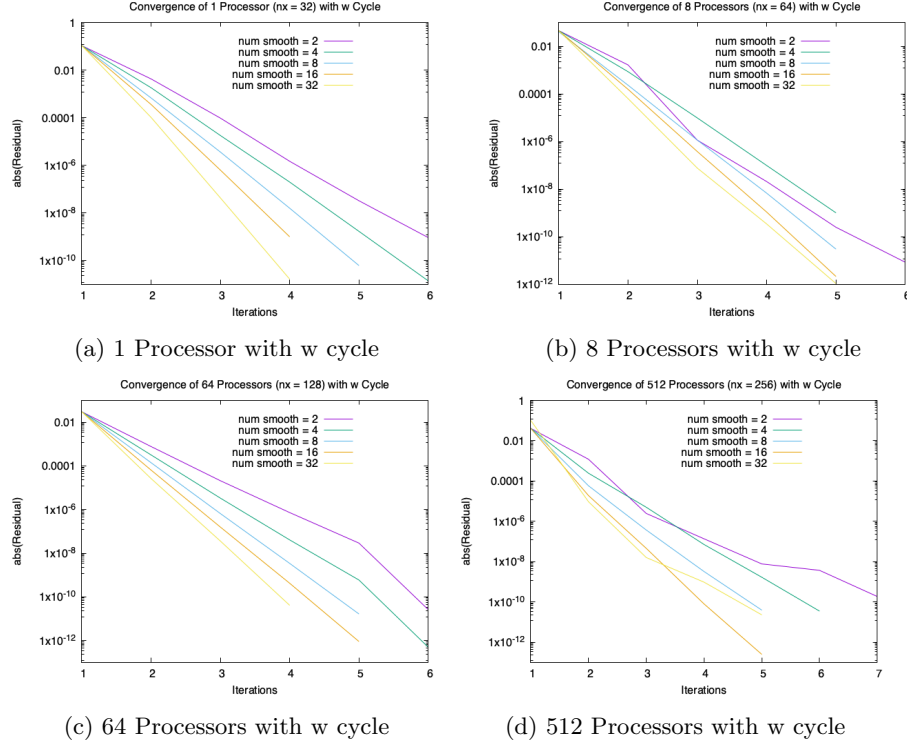 Convergence of 1 Processor (nx = 32) with w Cycle
num smooth = 2
num smooth = 4
num smooth = 8
num smooth = 16
num smooth = 32
0.01
0.0001
1x10-6
1x10-8
1x10-10
abs(Residual)
1 2 3 4 5 6
Iterations
(a) 1 Processor with w cycle
Convergence of 8 Processors (nx = 64) with w Cycle
num smooth = 2
num smooth = 4
num smooth = 8
num smooth = 16
num smooth = 32
0.01
0.0001
1x10-6
1x10-8
1x10-10
1x10-12
abs(Residual)
1 2 3 4 5 6
Iterations
(b) 8 Processors with w cycle
Convergence of 64 Processors (nx = 128) with w Cycle
num smooth = 2
num smooth = 4
num smooth = 8
num smooth = 16
num smooth = 32
0.01
0.0001
1x10-6
1x10-8
1x10-10
1x10-12
abs(Residual)
1 2 3 4 5 6
Iterations
(c) 64 Processors with w cycle
Convergence of 512 Processors (nx = 256) with w Cycle
num smooth = 2
num smooth = 4
num smooth = 8
num smooth = 16
num smooth = 32
1
0.01
0.0001
1x10-6
1x10-8
1x10-10
1x10-12
abs(Residual)
1 2 3 4 5 6 7
Iterations
(d) 512 Processors with w cycle